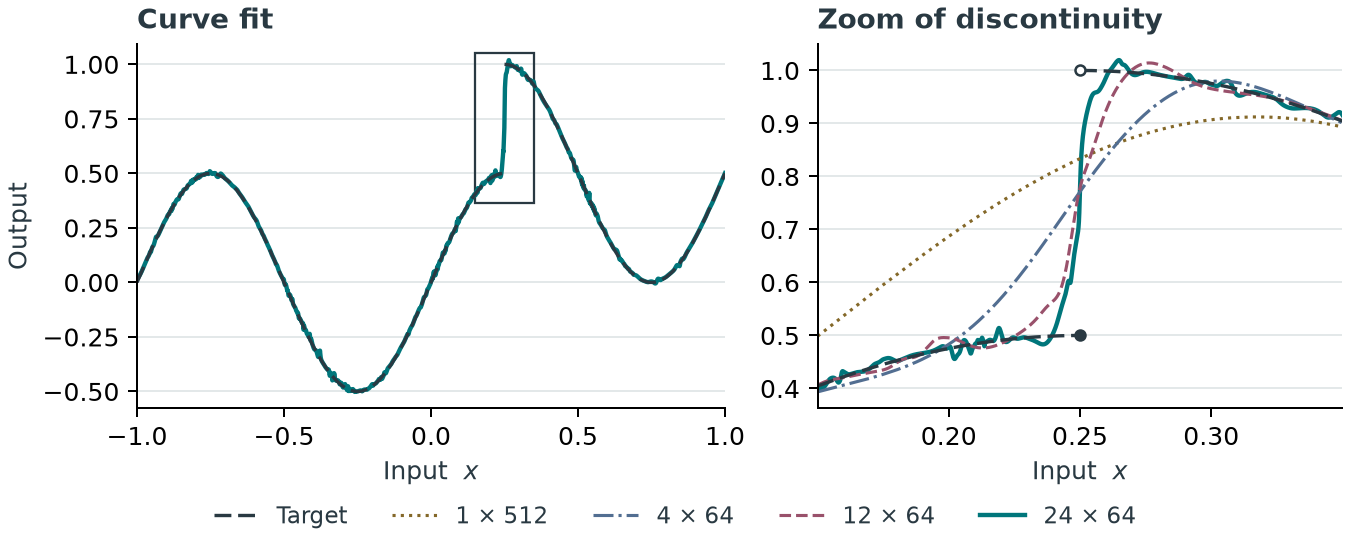 Curve fit
Zoom of discontinuity
Output
1.00
0.75
0.50
0.25
0.00
−0.25
−0.50
−1.0 −0.5 0.0 0.5 1.0
Input x
1.0
0.9
0.8
0.7
0.6
0.5
0.4
0.20 0.25 0.30
Input x
Target 1 × 512 4 × 64 12 × 64 24 × 64